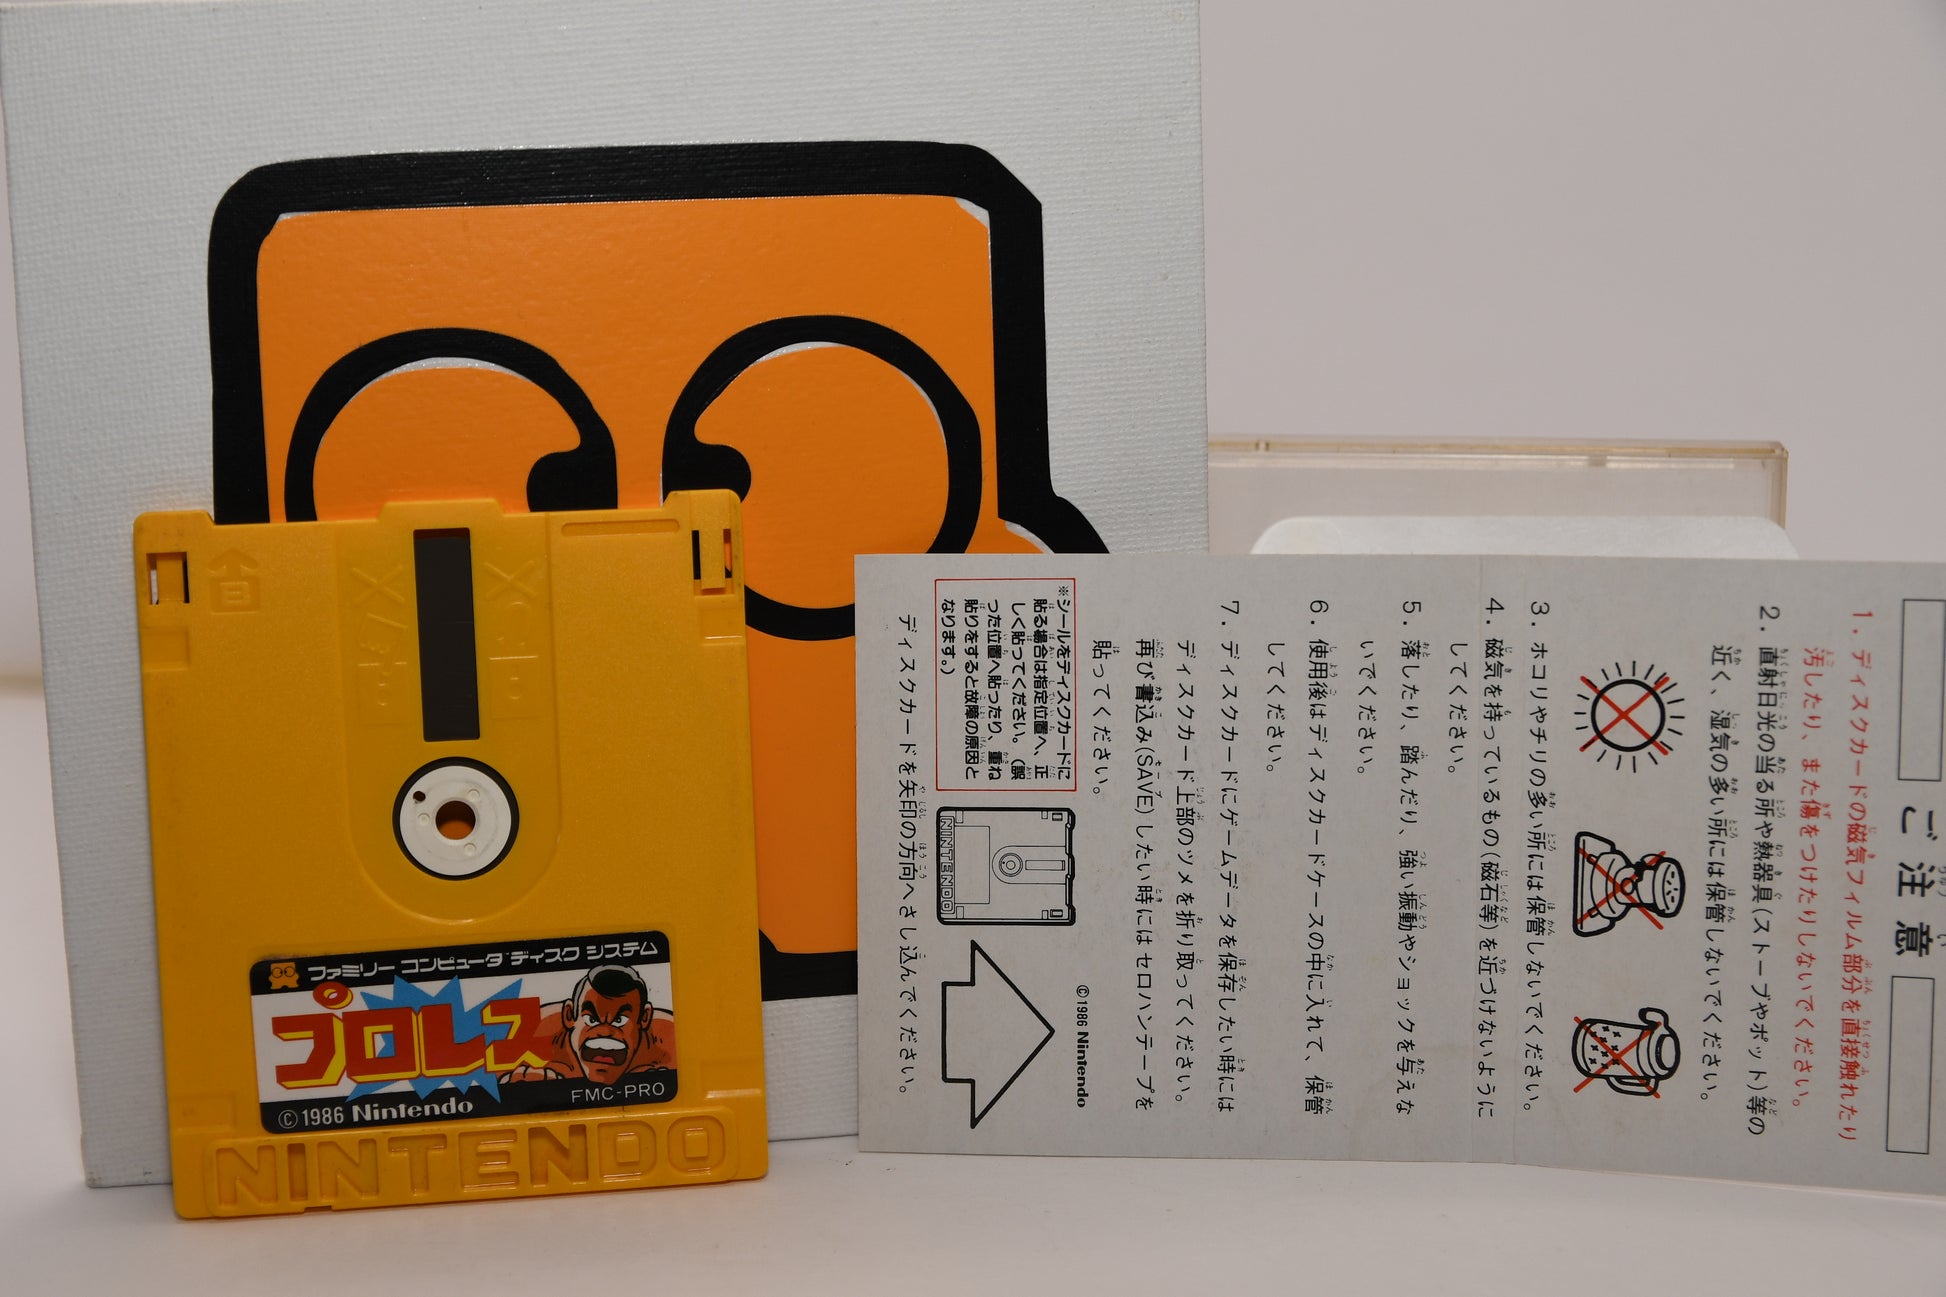 B
ファミリー コンピュータ ディスク システム
プロレス
FMC-PRO
©1986 Nintendo
NINTENDO
ご注意
1. ディスクカードの磁気フィルム部分を直接触れたり
汚したり、また傷をつけたりしないでください。
2. 直射日光の当る所や熱器具(ストーブやポット)等の
近く、湿気の多い所には保管しないでください。
3. ホコリやチリの多い所には保管しないでください。
4. 磁気を持っているもの(磁石等)を近づけないように
してください。
5. 落したり、踏んだり、強い振動やショックを与えな
いでください。
6. 使用後はディスクカードケースの中に入れて、保管
してください。
7. ディスクカードにゲームデータを保存したい時には
ディスクカード上部のツメを折り取ってください。
再び書込み(SAVE)したい時にはセロハンテープを
貼ってください。
©1986 Nintendo
※シールをディスクカードに
貼る場合は指定位置へ、正
しく貼ってください。(誤
った位置へ貼ったり、重ね
貼りをすると故障の原因と
なります。)
NINTENDO
ディスクカードを矢印の方向へさし込んでください。